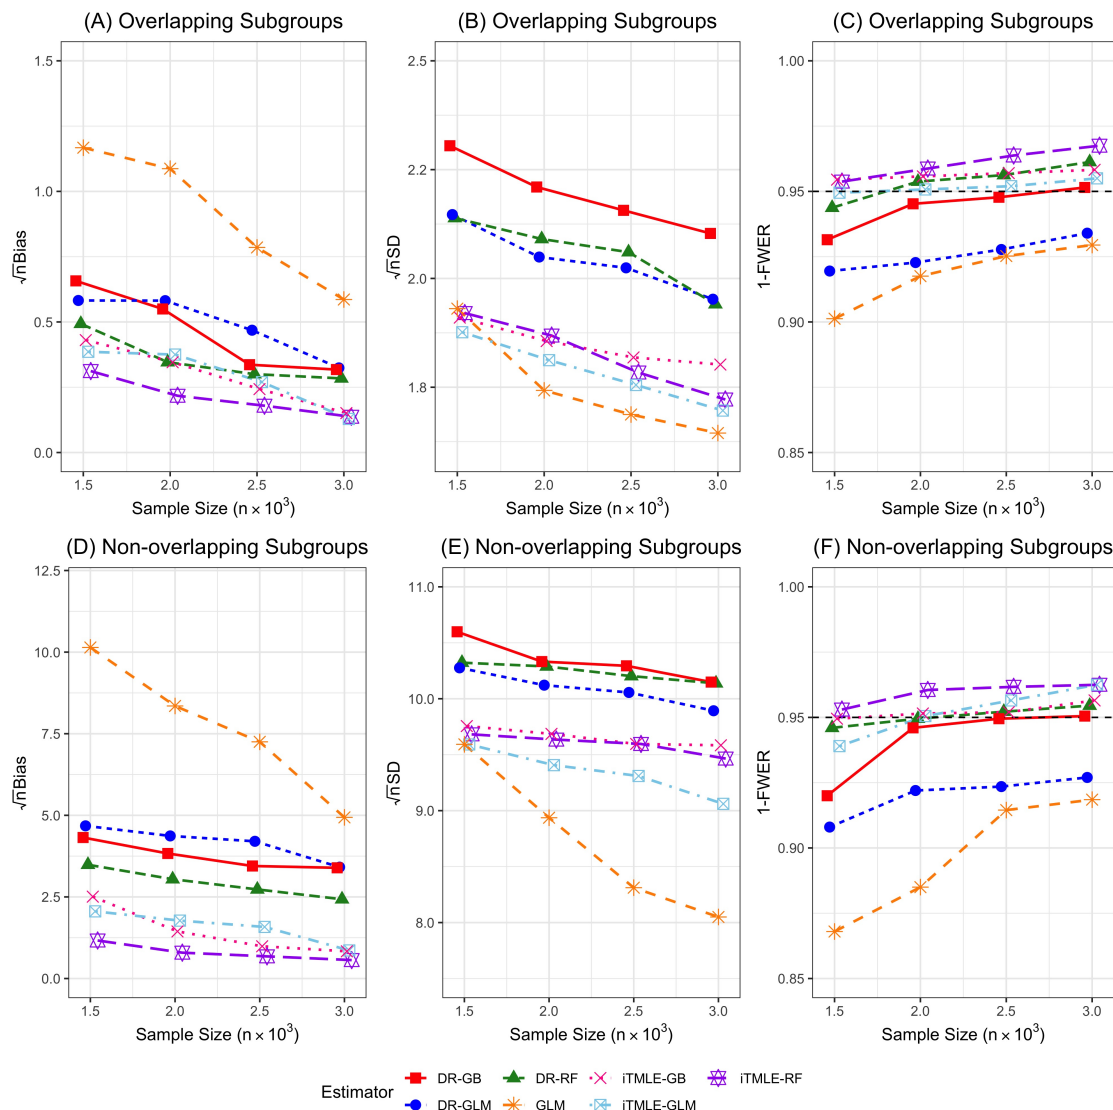 (A) Overlapping Subgroups
(B) Overlapping Subgroups
(C) Overlapping Subgroups
√nBias
1.5
1.0
0.5
0.0
1.5 2.0 2.5 3.0
Sample Size (n × 10³)
√nSD
2.5
2.2
2.0
1.8
1.5 2.0 2.5 3.0
Sample Size (n × 10³)
1-FWER
1.00
0.95
0.90
0.85
1.5 2.0 2.5 3.0
Sample Size (n × 10³)
(D) Non-overlapping Subgroups
(E) Non-overlapping Subgroups
(F) Non-overlapping Subgroups
√nBias
12.5
10.0
7.5
5.0
2.5
0.0
1.5 2.0 2.5 3.0
Sample Size (n × 10³)
√nSD
11.0
10.0
9.0
8.0
1.5 2.0 2.5 3.0
Sample Size (n × 10³)
1-FWER
1.00
0.95
0.90
0.85
1.5 2.0 2.5 3.0
Sample Size (n × 10³)
Estimator
DR-GB DR-RF iTMLE-GB iTMLE-RF
DR-GLM GLM iTMLE-GLM